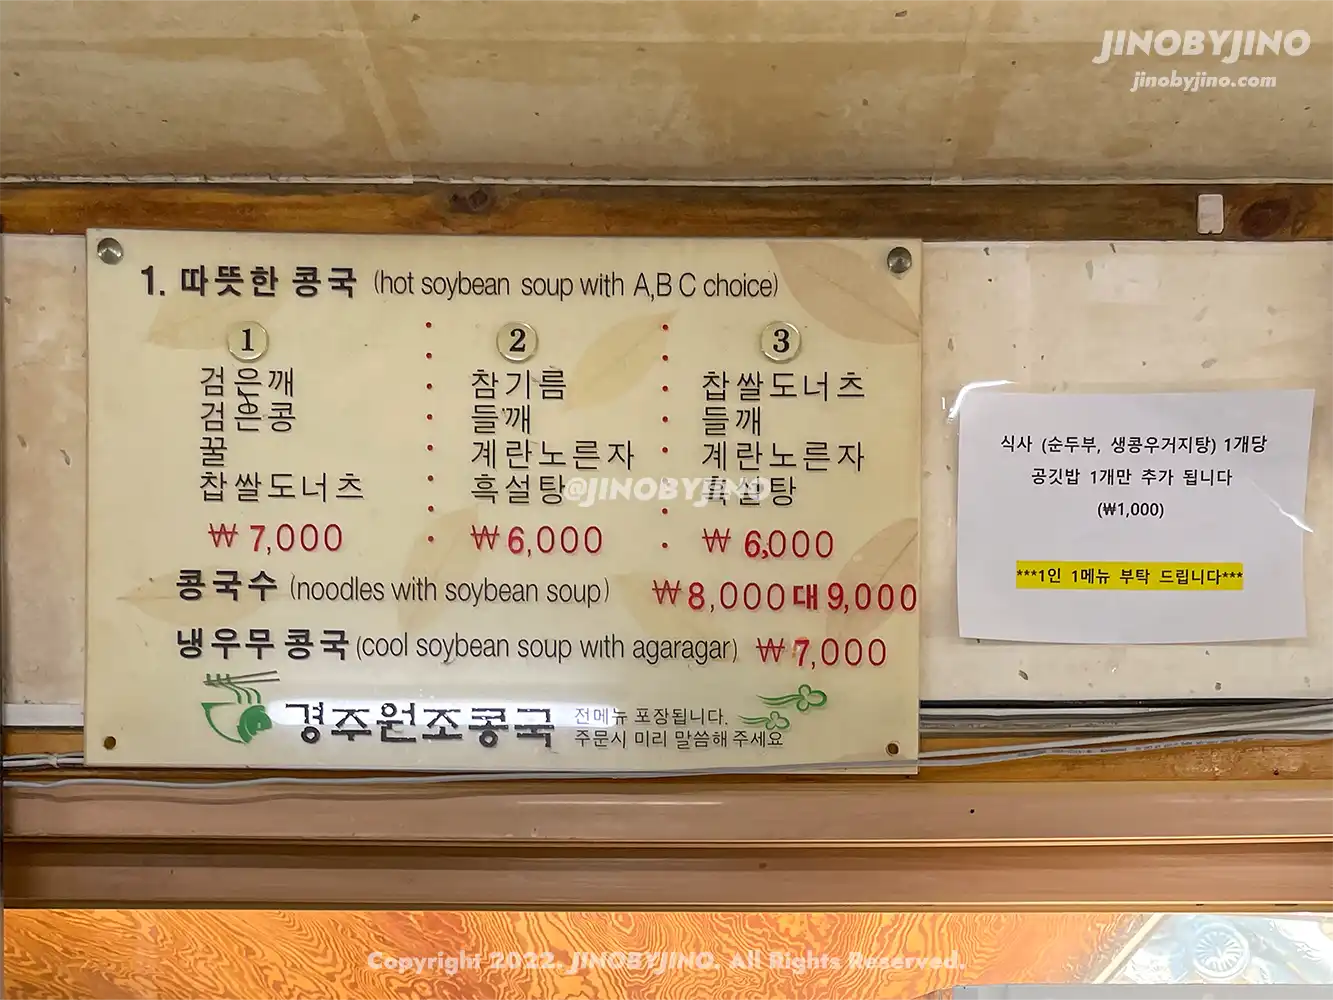 JINOBYJINO
jinobyjino.com
1. 따뜻한 콩국 (hot soybean soup with A,B C choice)
1
검은깨
검은콩
꿀
찹쌀도너츠
₩ 7,000
2
참기름
들깨
계란노른자
흑설탕
₩ 6,000
3
찹쌀도너츠
들깨
계란노른자
흑설탕
₩ 6,000
@JINOBYJINO
콩국수 (noodles with soybean soup) ₩8,000 대 9,000
냉우무콩국 (cool soybean soup with agaragar) ₩ 7,000
경주원조콩국
전메뉴 포장됩니다.
주문시 미리 말씀해 주세요
식사 (순두부, 생콩우거지탕) 1개당
공깃밥 1개만 추가 됩니다
(₩1,000)
***1인 1메뉴 부탁 드립니다***
Copyright 2022. JINOBYJINO. All Rights Reserved.